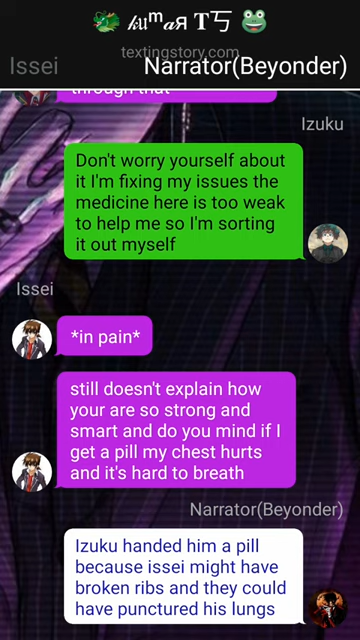 textingstory.com
Issei
Narrator(Beyonder)
through that
Izuku
Don't worry yourself about
it I'm fixing my issues the
medicine here is too weak
to help me so I'm sorting
it out myself
Issei
*in pain*
still doesn't explain how
your are so strong and
smart and do you mind if I
get a pill my chest hurts
and it's hard to breath
Narrator(Beyonder)
Izuku handed him a pill
because issei might have
broken ribs and they could
have punctured his lungs